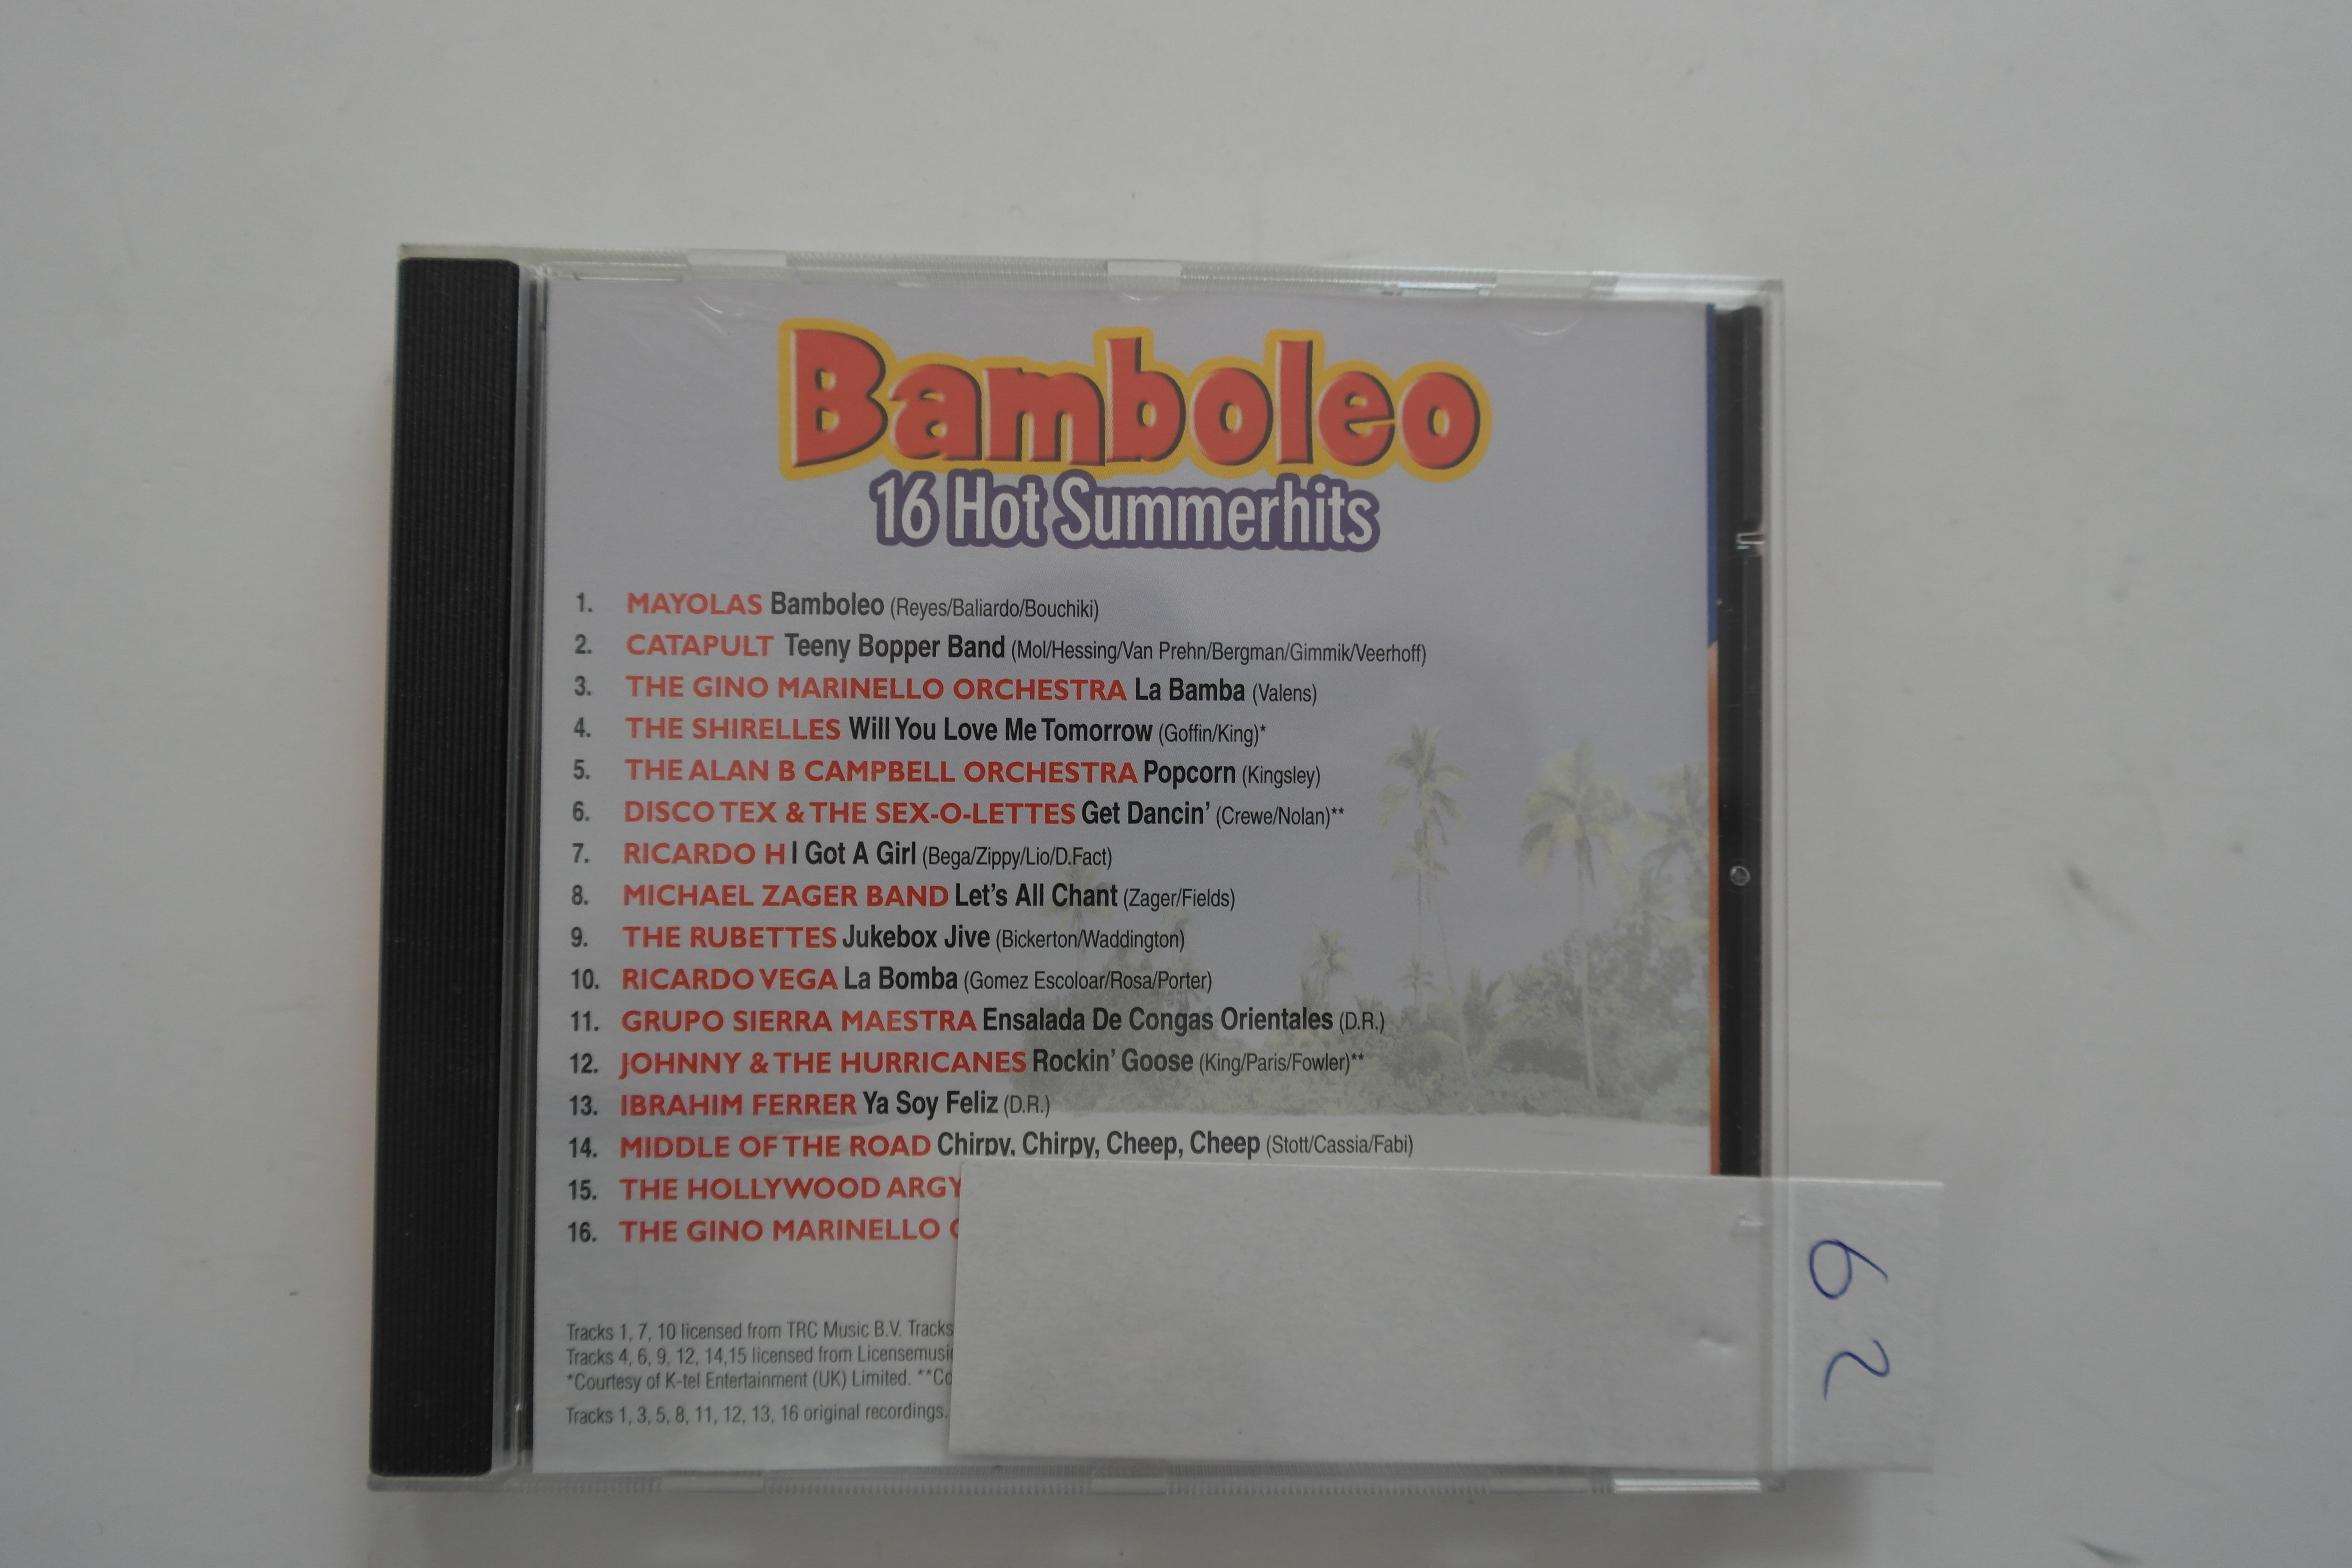 Bamboleo
16 Hot Summerhits
1. MAYOLAS Bamboleo (Reyes/Baliardo/Bouchiki)
2. CATAPULT Teeny Bopper Band (Mol/Hessing/Van Prehn/Bergman/Gimmik/Veerhoff)
3. THE GINO MARINELLO ORCHESTRA La Bamba (Valens)
4. THE SHIRELLES Will You Love Me Tomorrow (Goffin/King)*
5. THE ALAN B CAMPBELL ORCHESTRA Popcorn (Kingsley)
6. DISCO TEX & THE SEX-O-LETTES Get Dancin' (Crewe/Nolan)**
7. RICARDO H I Got A Girl (Bega/Zippy/Lio/D.Fact)
8. MICHAEL ZAGER BAND Let's All Chant (Zager/Fields)
9. THE RUBETTES Jukebox Jive (Bickerton/Waddington)
10. RICARDO VEGA La Bomba (Gomez Escoloar/Rosa/Porter)
11. GRUPO SIERRA MAESTRA Ensalada De Congas Orientales (D.R.)
12. JOHNNY & THE HURRICANES Rockin' Goose (King/Paris/Fowler)**
13. IBRAHIM FERRER Ya Soy Feliz (D.R.)
14. MIDDLE OF THE ROAD Chirpy, Chirpy, Cheep, Cheep (Stott/Cassia/Fabi)
15. THE HOLLYWOOD
16. THE GINO MARINELLO
Tracks 1, 7, 10 licensed from TRC Music B.V. Tracks
Tracks 4, 6, 9, 12, 14,15 licensed from
*Courtesy of K-tel Entertainment (UK) Limited.
Tracks 1, 3, 5, 8, 11, 12, 13, 16 original recordings.
62